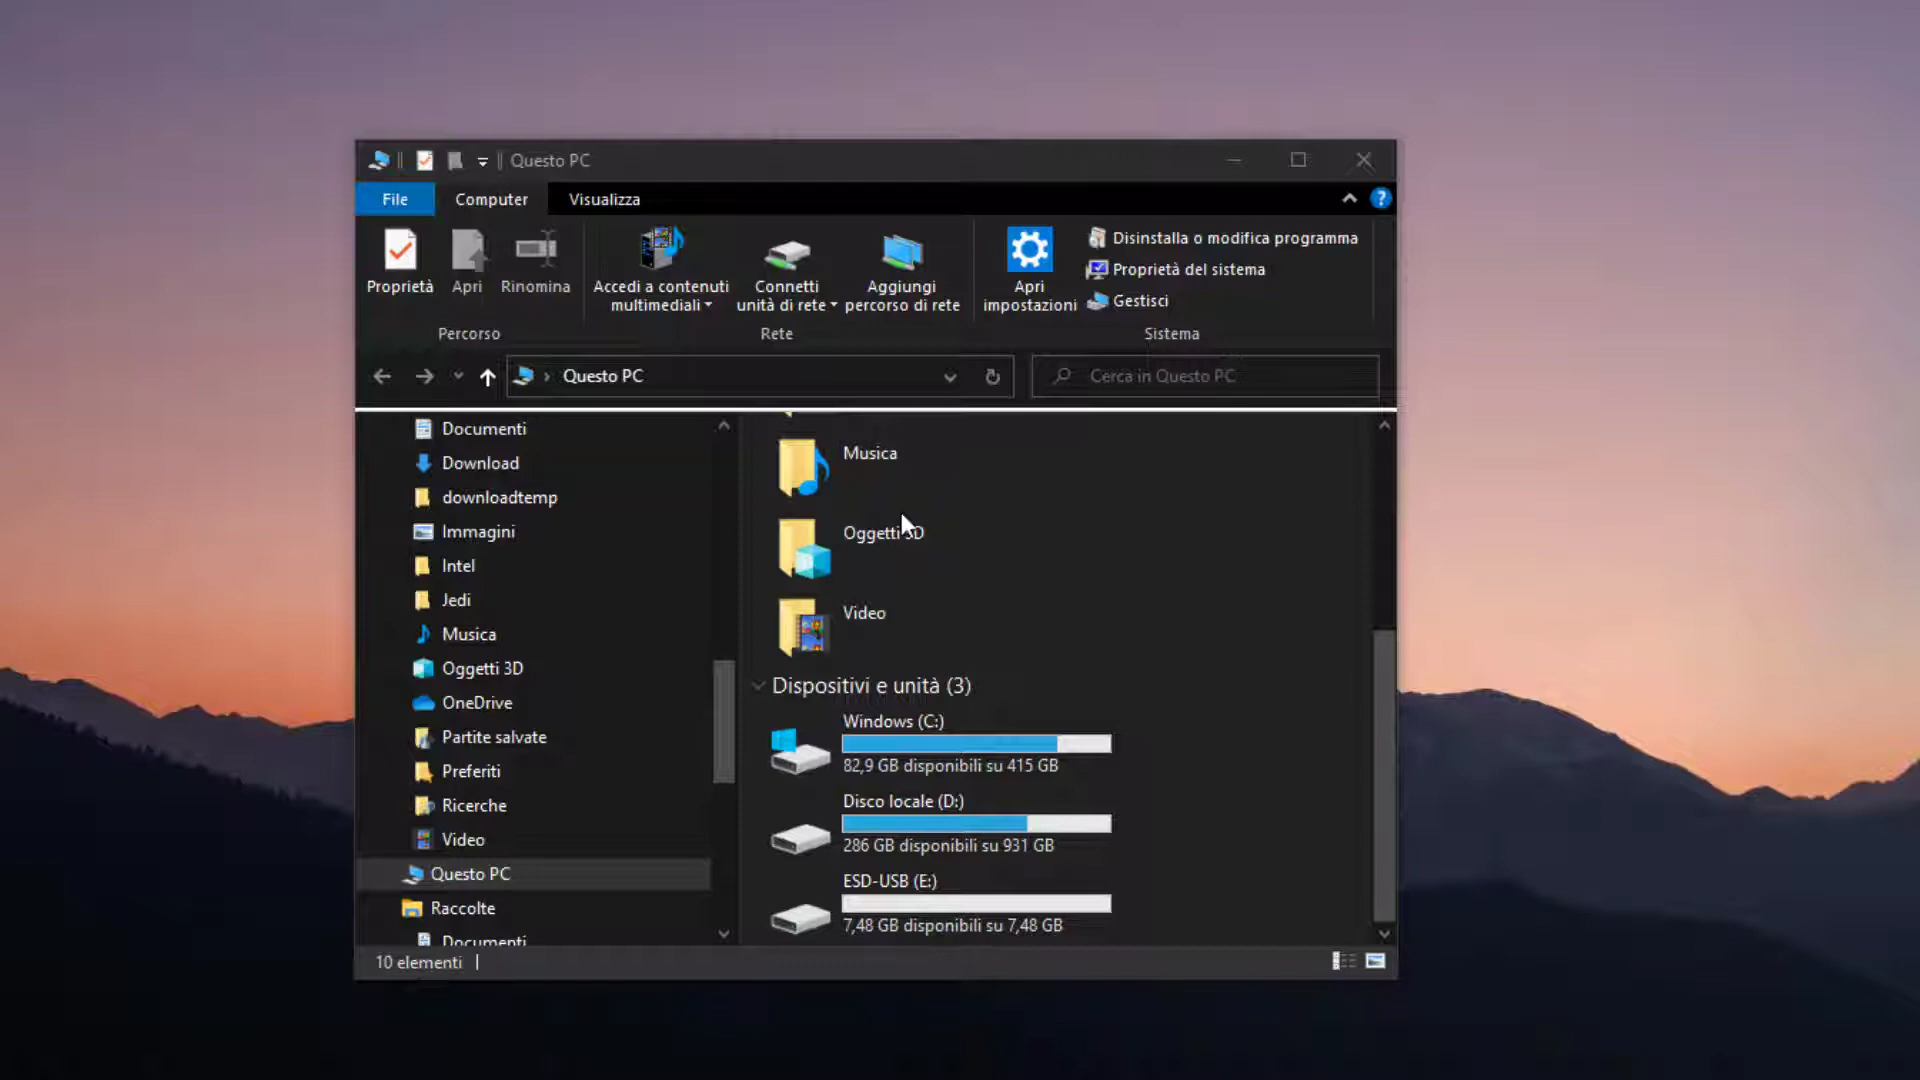 Questo PC
File Computer Visualizza
?
Proprietà Apri Rinomina
Accedi a contenuti
multimediali
Connetti
unità di rete
Aggiungi
percorso di rete
Apri
impostazioni
Disinstalla o modifica programma
Proprietà del sistema
Gestisci
Percorso Rete Sistema
Questo PC
Cerca in Questo PC
Documenti
Download
downloadtemp
Immagini
Intel
Jedi
Musica
Oggetti 3D
OneDrive
Partite salvate
Preferiti
Ricerche
Video
Questo PC
Raccolte
Documenti
Musica
Oggetti 3D
Video
Dispositivi e unità (3)
Windows (C:)
82,9 GB disponibili su 415 GB
Disco locale (D:)
286 GB disponibili su 931 GB
ESD-USB (E:)
7,48 GB disponibili su 7,48 GB
10 elementi